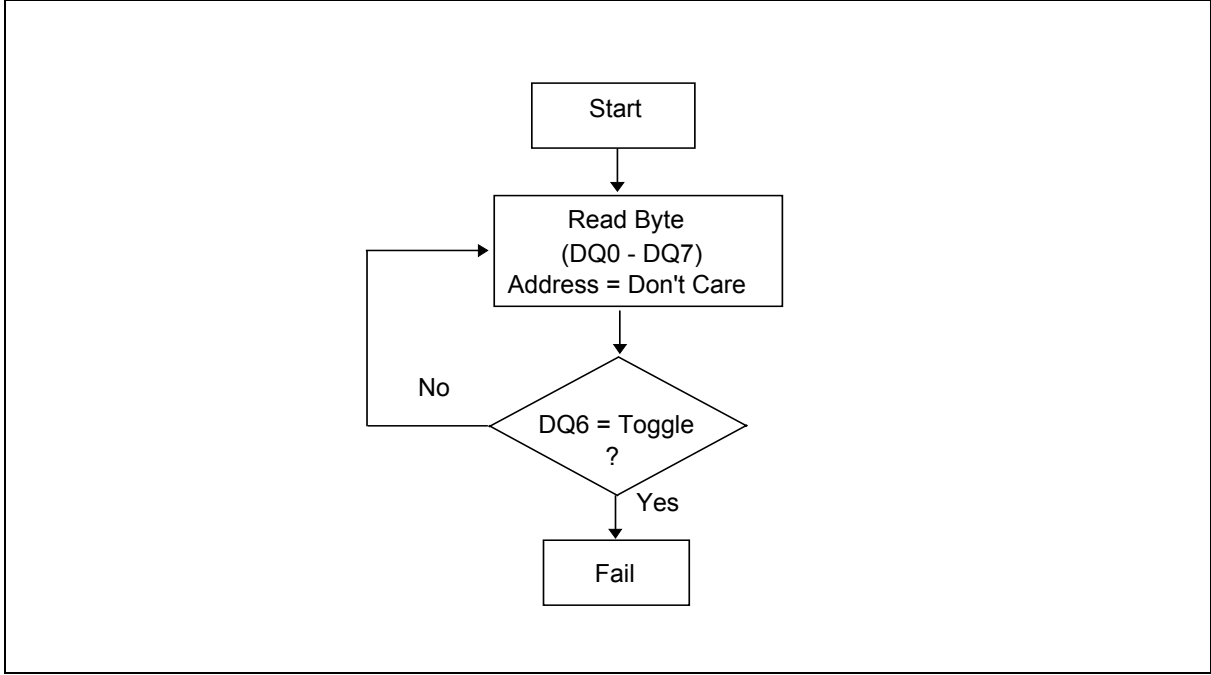 Start
Read Byte
(DQ0 - DQ7)
Address = Don't Care
No
DQ6 = Toggle
?
Yes
Fail